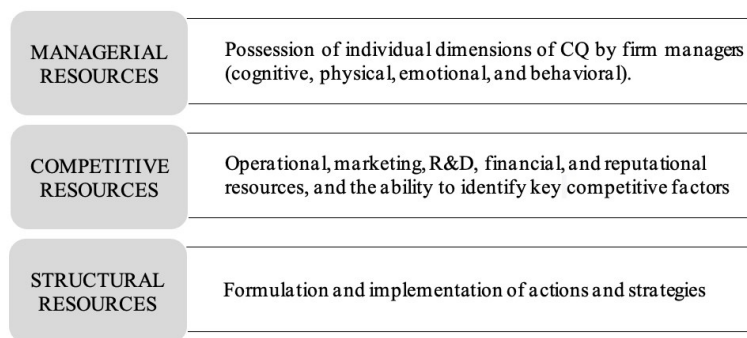 MANAGERIAL
RESOURCES
Possession of individual dimensions of CQ by firm managers
(cognitive, physical, emotional, and behavioral).
COMPETITIVE
RESOURCES
Operational, marketing, R&D, financial, and reputational
resources, and the ability to identify key competitive factors
STRUCTURAL
RESOURCES
Formulation and implementation of actions and strategies